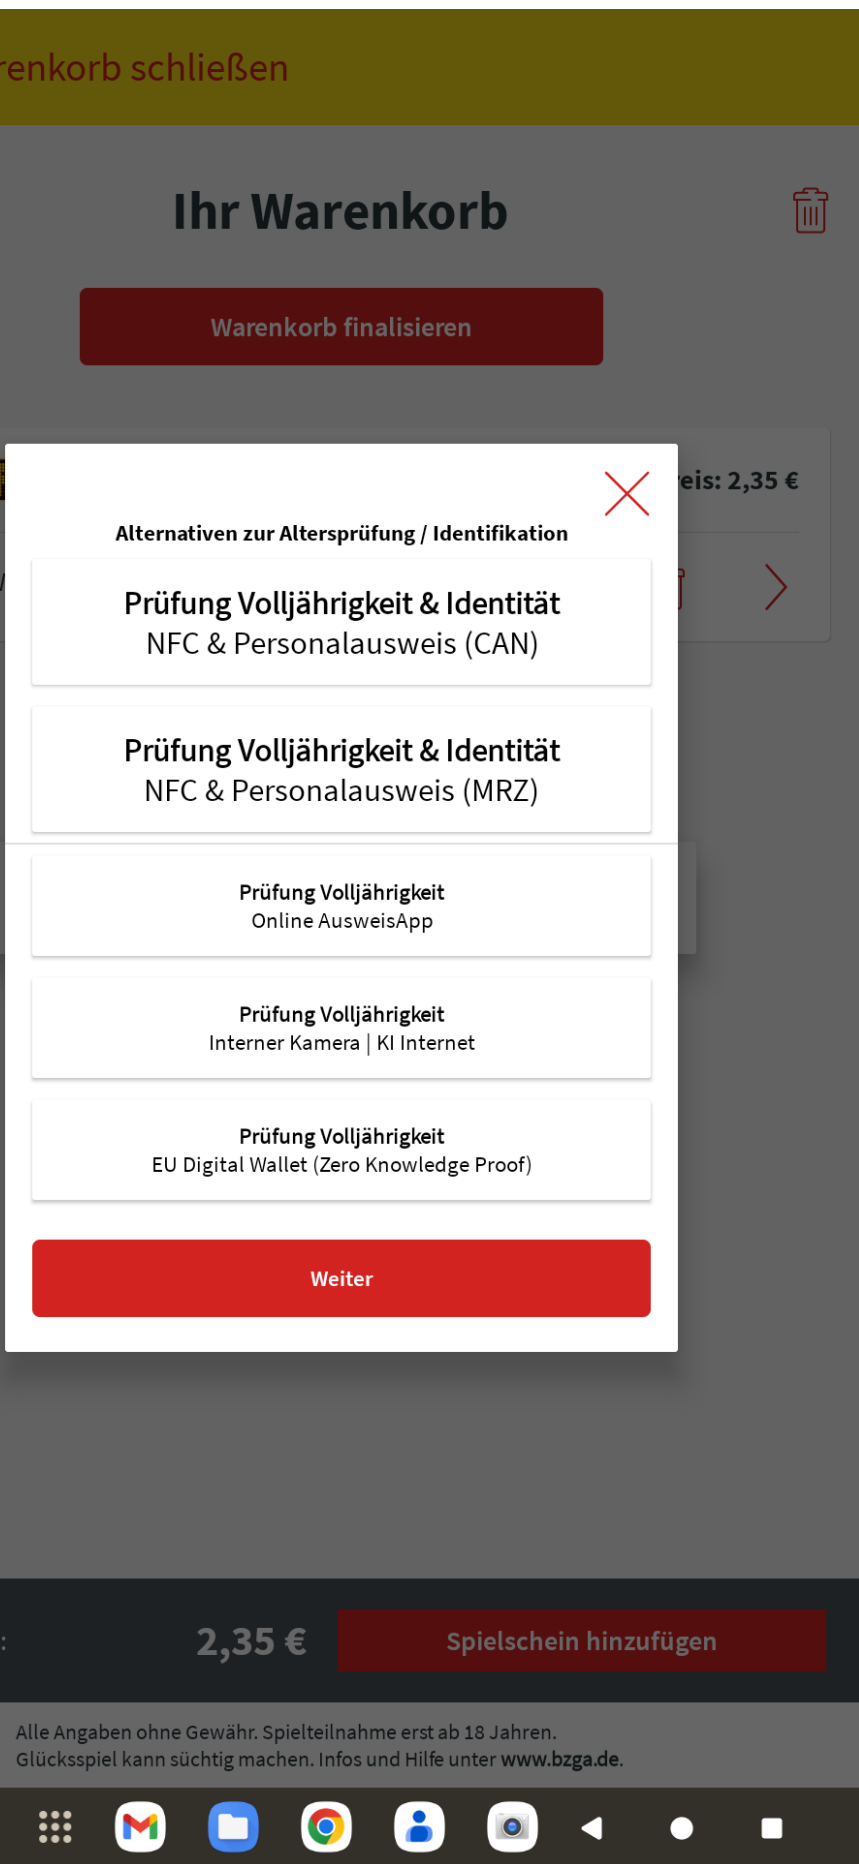 renkorb schließen
Ihr Warenkorb
Warenkorb finalisieren
reis: 2,35 €
Alternativen zur Altersprüfung / Identifikation
Prüfung Volljährigkeit & Identität
NFC & Personalausweis (CAN)
Prüfung Volljährigkeit & Identität
NFC & Personalausweis (MRZ)
Prüfung Volljährigkeit
Online AusweisApp
Prüfung Volljährigkeit
Interner Kamera | KI Internet
Prüfung Volljährigkeit
EU Digital Wallet (Zero Knowledge Proof)
Weiter
: 2,35 € Spielschein hinzufügen
Alle Angaben ohne Gewähr. Spielteilnahme erst ab 18 Jahren.
Glücksspiel kann süchtig machen. Infos und Hilfe unter www.bzga.de.